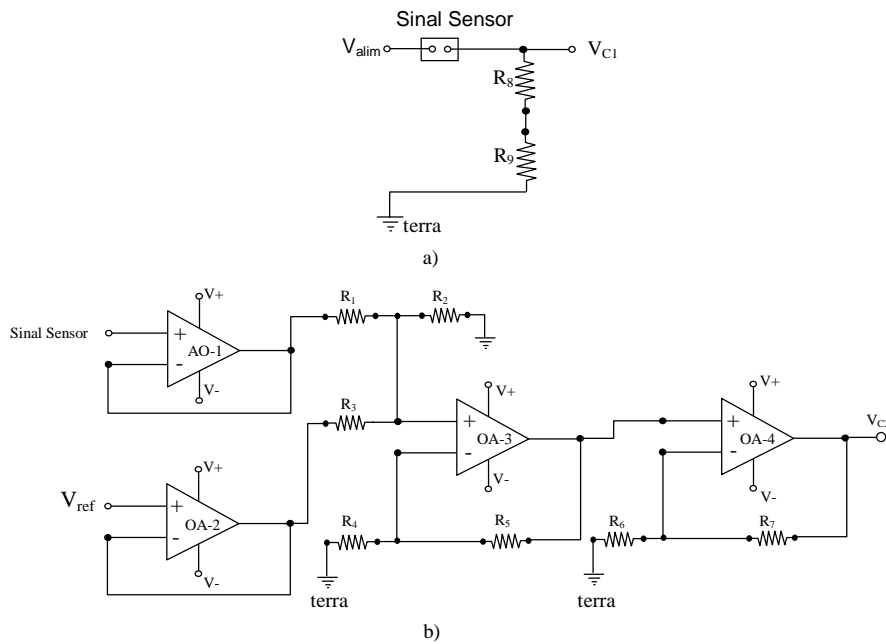 Sinal Sensor
Valim
VC1
R8
R9
terra
a)
V+
R1
R2
Sinal Sensor
+
AO-1
-
V-
R3
V+
V+
+
OA-3
-
V-
+
OA-4
-
V-
V+
Vref
+
OA-2
-
V-
R4
R5
R6
R7
terra
terra
b)